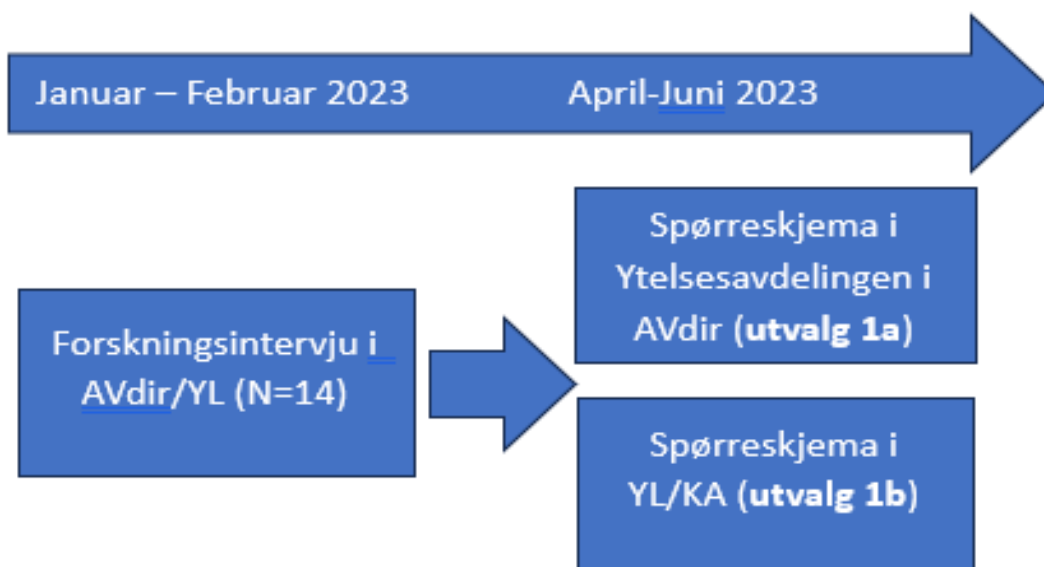 Januar – Februar 2023
April-Juni 2023
Forskningsintervju i
AVdir/YL (N=14)
Spørreskjema i
Ytelsesavdelingen i
AVdir (utvalg 1a)
Spørreskjema i
YL/KA (utvalg 1b)